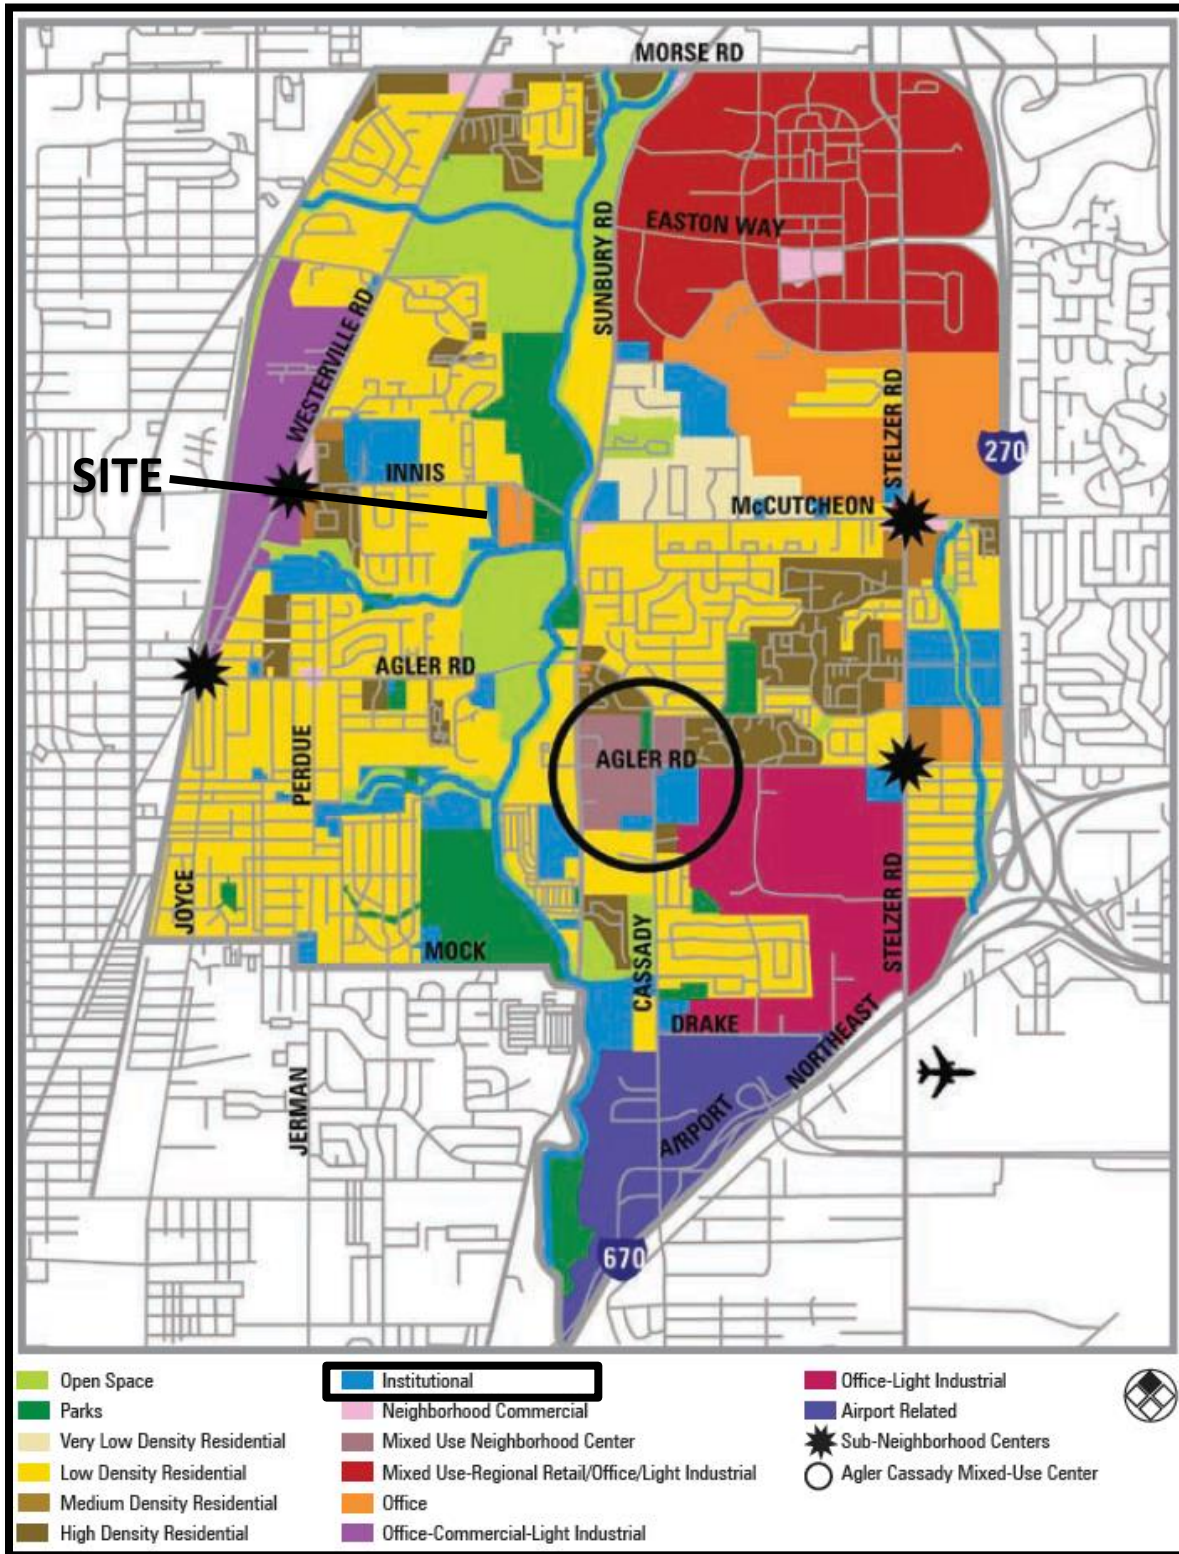 MORSE RD
EASTON WAY
SUNBURY RD
WESTERVILLE RD
STELZER RD
270
SITE
INNIS
McCUTCHEON
AGLER RD
PERDUE
AGLER RD
JOYCE
STELZER RD
MOCK
CASSADY
DRAKE
NORTHEAST
AIRPORT
JERMAN
670
Open Space
Parks
Very Low Density Residential
Low Density Residential
Medium Density Residential
High Density Residential
Institutional
Neighborhood Commercial
Mixed Use Neighborhood Center
Mixed Use-Regional Retail/Office/Light Industrial
Office
Office-Commercial-Light Industrial
Office-Light Industrial
Airport Related
Sub-Neighborhood Centers
Agler Cassady Mixed-Use Center